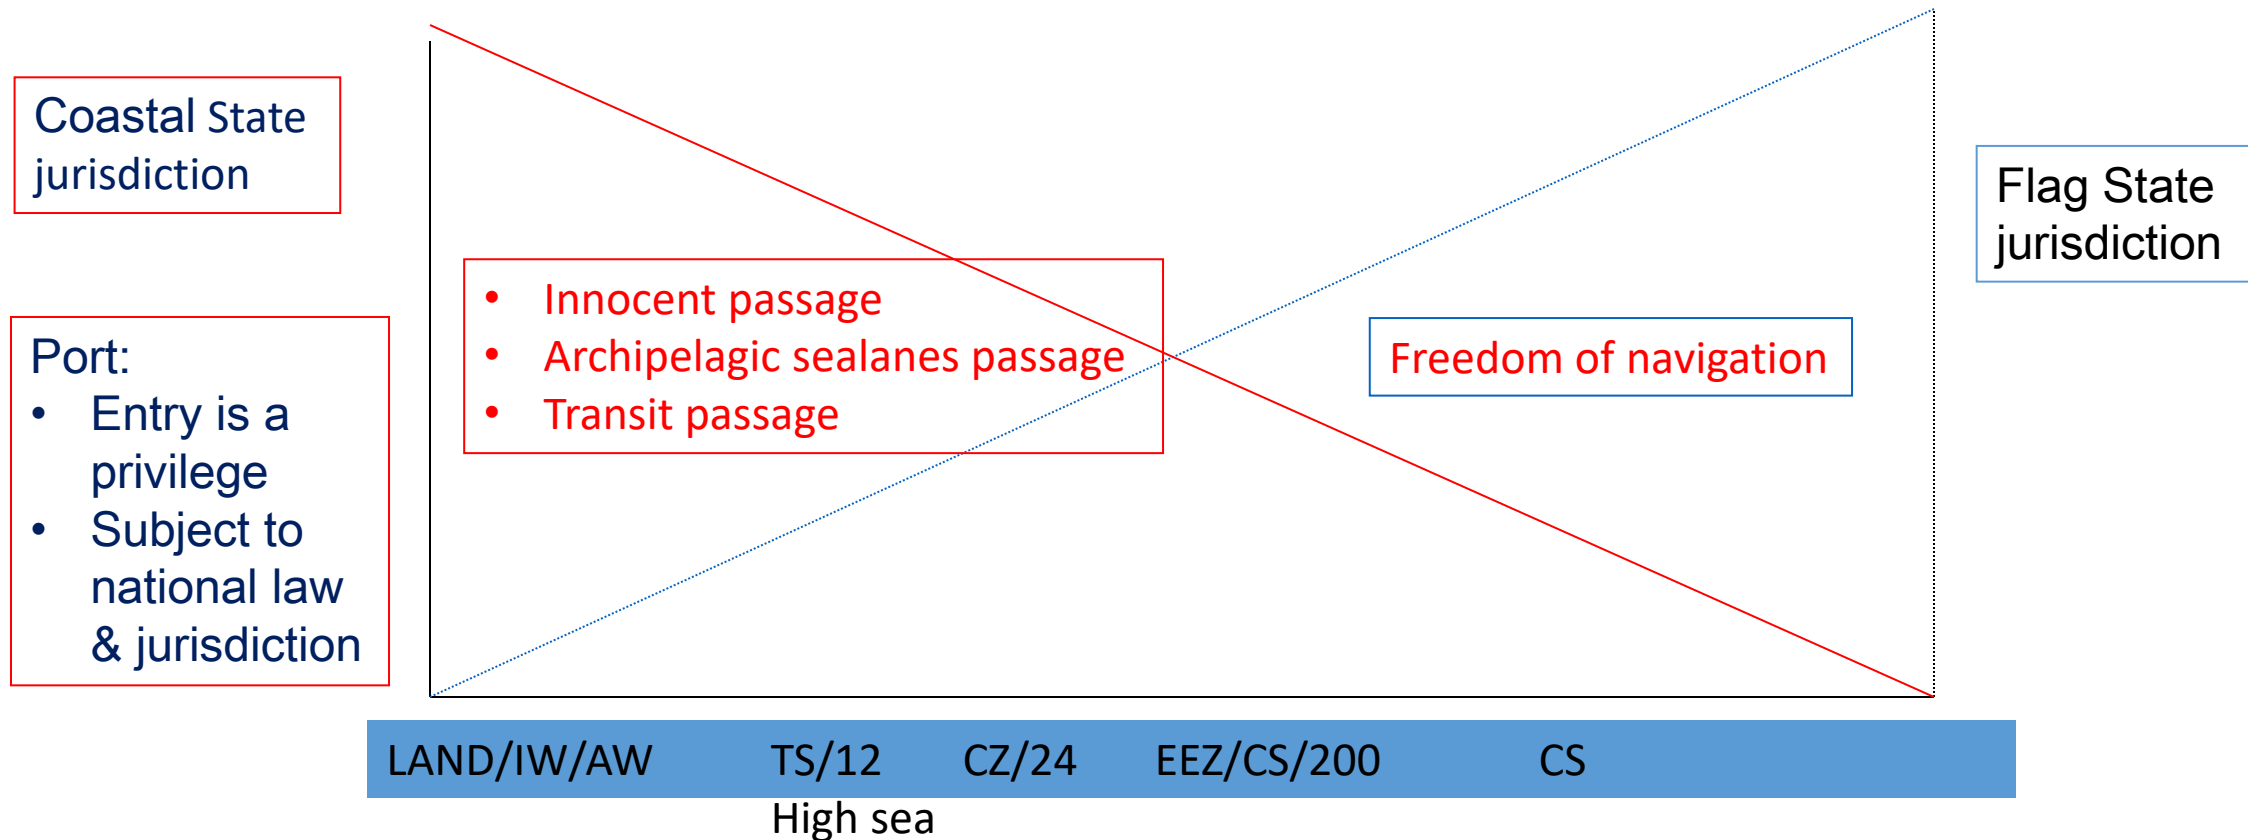 Coastal State
jurisdiction
Flag State
jurisdiction
• Innocent passage
• Archipelagic sealanes passage
• Transit passage
Freedom of navigation
Port:
• Entry is a
privilege
• Subject to
national law
& jurisdiction
LAND/IW/AW TS/12 CZ/24 EEZ/CS/200 CS
High sea